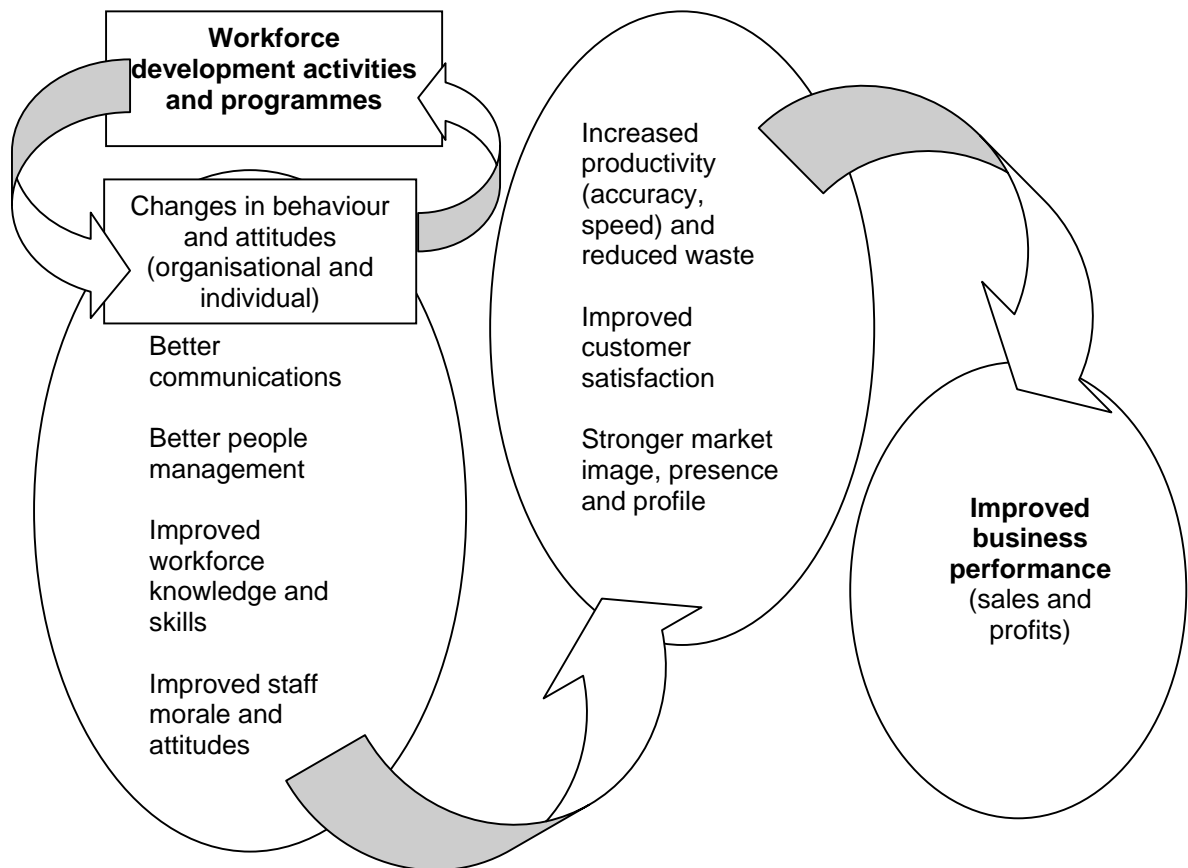 Workforce
development activities
and programmes
Changes in behaviour
and attitudes
(organisational and
individual)
Better
communications
Better people
management
Improved
workforce
knowledge and
skills
Improved staff
morale and
attitudes
Increased
productivity
(accuracy,
speed) and
reduced waste
Improved
customer
satisfaction
Stronger market
image, presence
and profile
Improved
business
performance
(sales and
profits)